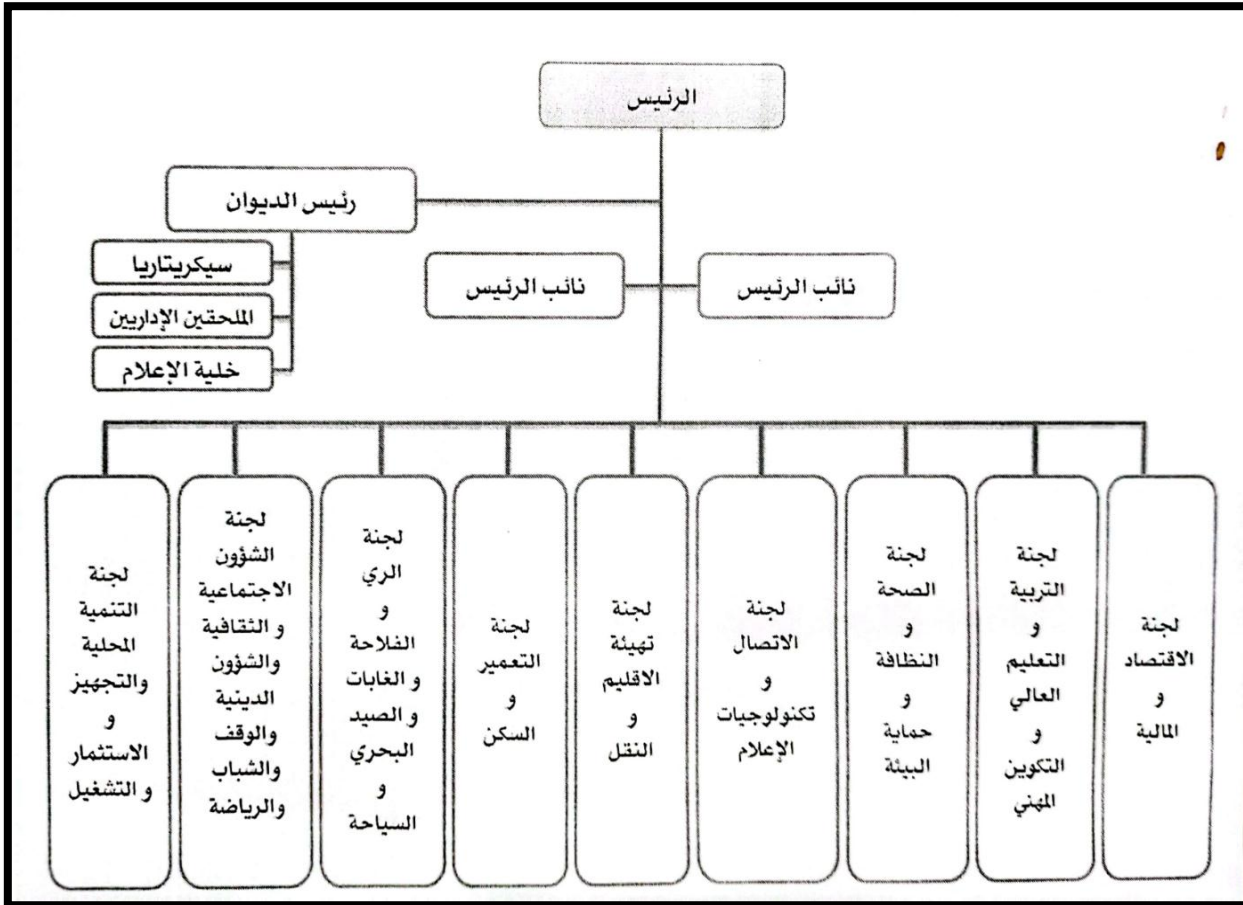 الرئيس
رئيس الديوان
سيكريتاريا
الملحقين الإداريين
خلية الإعلام
نائب الرئيس
نائب الرئيس
لجنة
الاقتصاد
و
المالية
لجنة
التربية
و
التعليم
العالي
و
التكوين
المهني
لجنة
الصحة
و
النظافة
و
حماية
البيئة
لجنة
الاتصال
و
تكنولوجيات
الإعلام
لجنة
تهيئة
الاقليم
و
النقل
لجنة
التعمير
و
السكن
لجنة
الري
و
الفلاحة
و الغابات
و الصيد
البحري
و
السياحة
لجنة
الشؤون
الاجتماعية
و الثقافية
والشؤون
الدينية
والوقف
والشباب
والرياضة
لجنة
التنمية
المحلية
والتجهيز
و
الاستثمار
و التشغيل